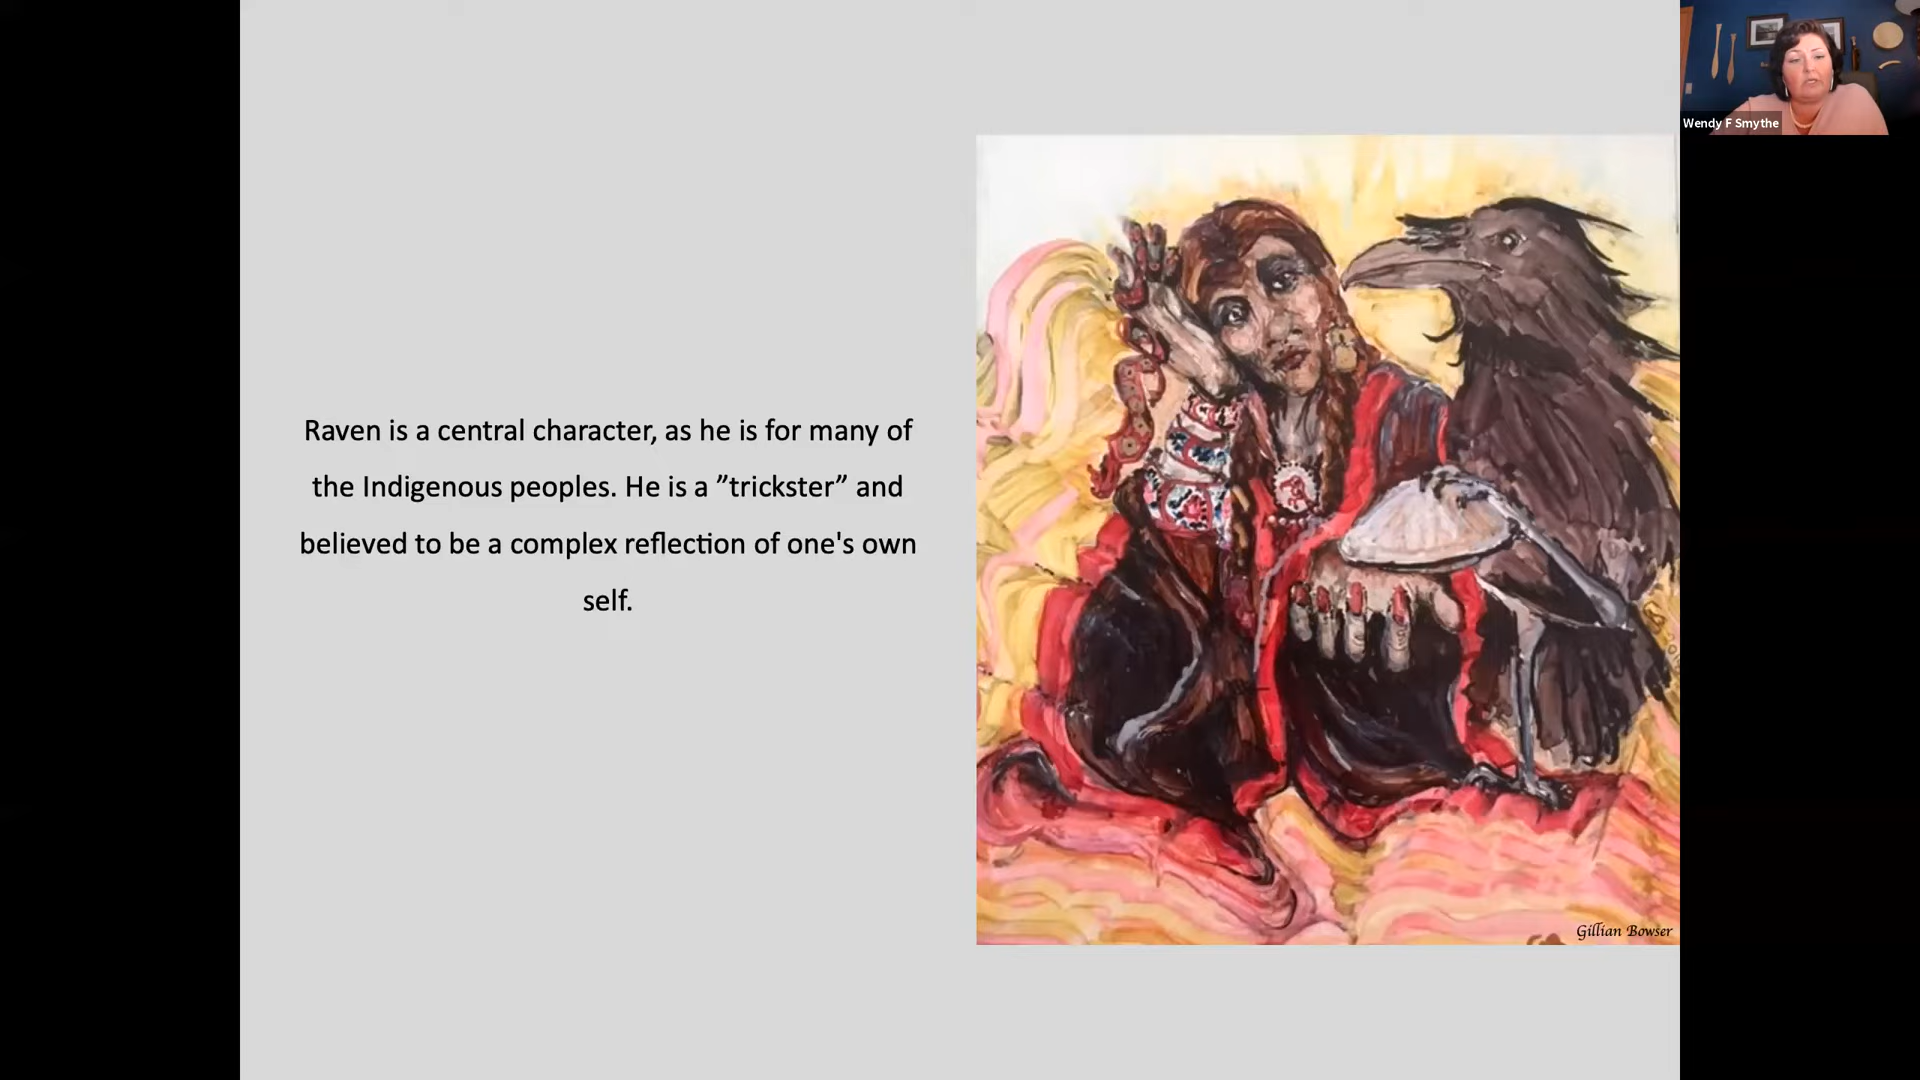 Wendy F Smythe
Raven is a central character, as he is for many of
the Indigenous peoples. He is a ”trickster” and
believed to be a complex reflection of one's own
self.
Gillian Bowser